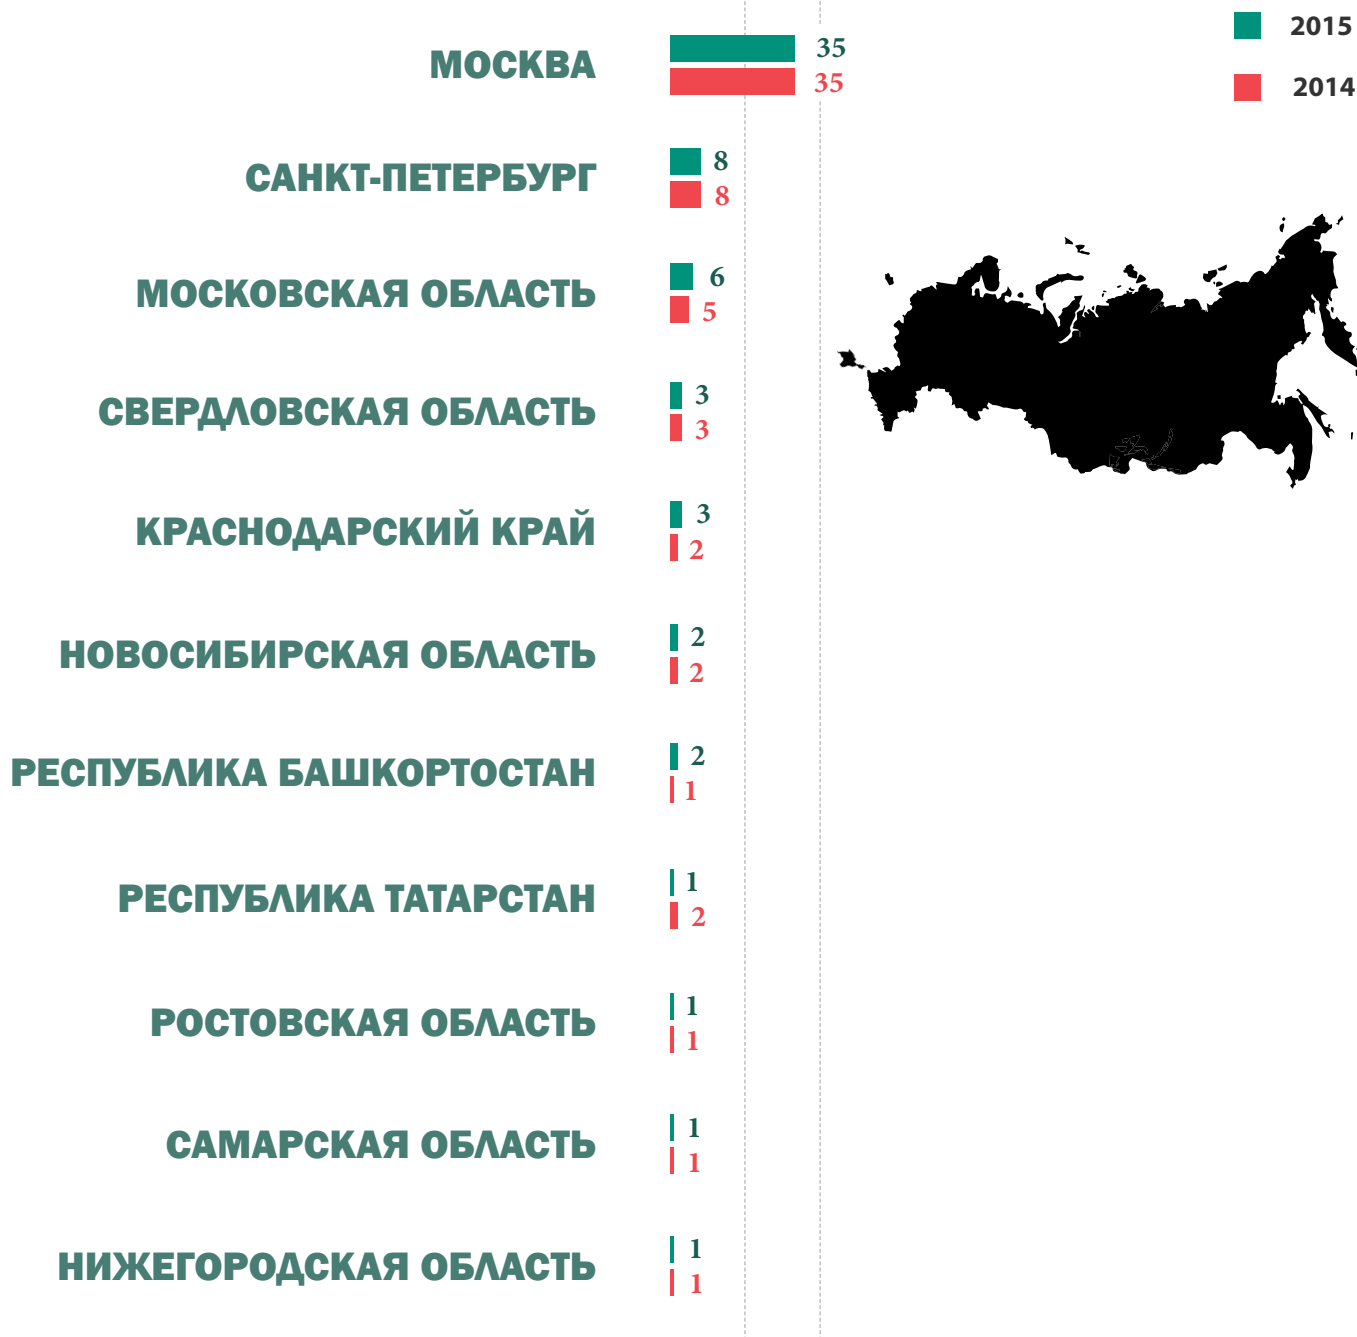 2015
2014
МОСКВА
35
35
САНКТ-ПЕТЕРБУРГ
8
8
МОСКОВСКАЯ ОБЛАСТЬ
6
5
СВЕРДЛОВСКАЯ ОБЛАСТЬ
3
3
КРАСНОДАРСКИЙ КРАЙ
3
2
НОВОСИБИРСКАЯ ОБЛАСТЬ
2
2
РЕСПУБЛИКА БАШКОРТОСТАН
2
1
РЕСПУБЛИКА ТАТАРСТАН
1
2
РОСТОВСКАЯ ОБЛАСТЬ
1
1
САМАРСКАЯ ОБЛАСТЬ
1
1
НИЖЕГОРОДСКАЯ ОБЛАСТЬ
1
1